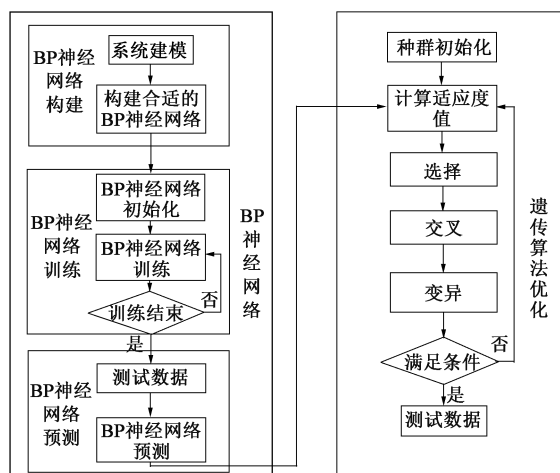 BP神经
网络
构建
系统建模
构建合适的
BP神经网络
BP神经
网络
训练
BP神经网络
初始化
BP神经网络
训练
训练结束
否
是
BP神经
网络
预测
测试数据
BP神经网络
预测
BP
神
经
网
络
种群初始化
计算适应度
值
选择
交叉
变异
满足条件
否
是
测试数据
遗
传
算
法
优
化